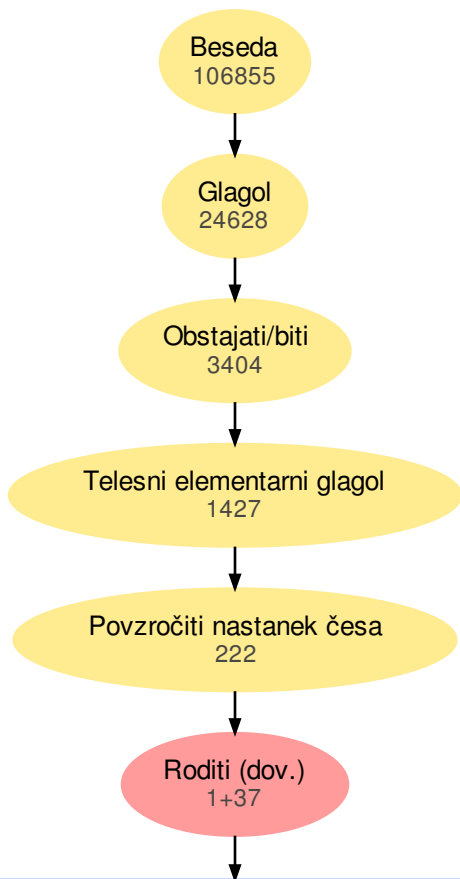 Beseda
106855
Glagol
24628
Obstajati/biti
3404
Telesni elementarni glagol
1427
Povzročiti nastanek česa
222
Roditi (dov.)
1+37